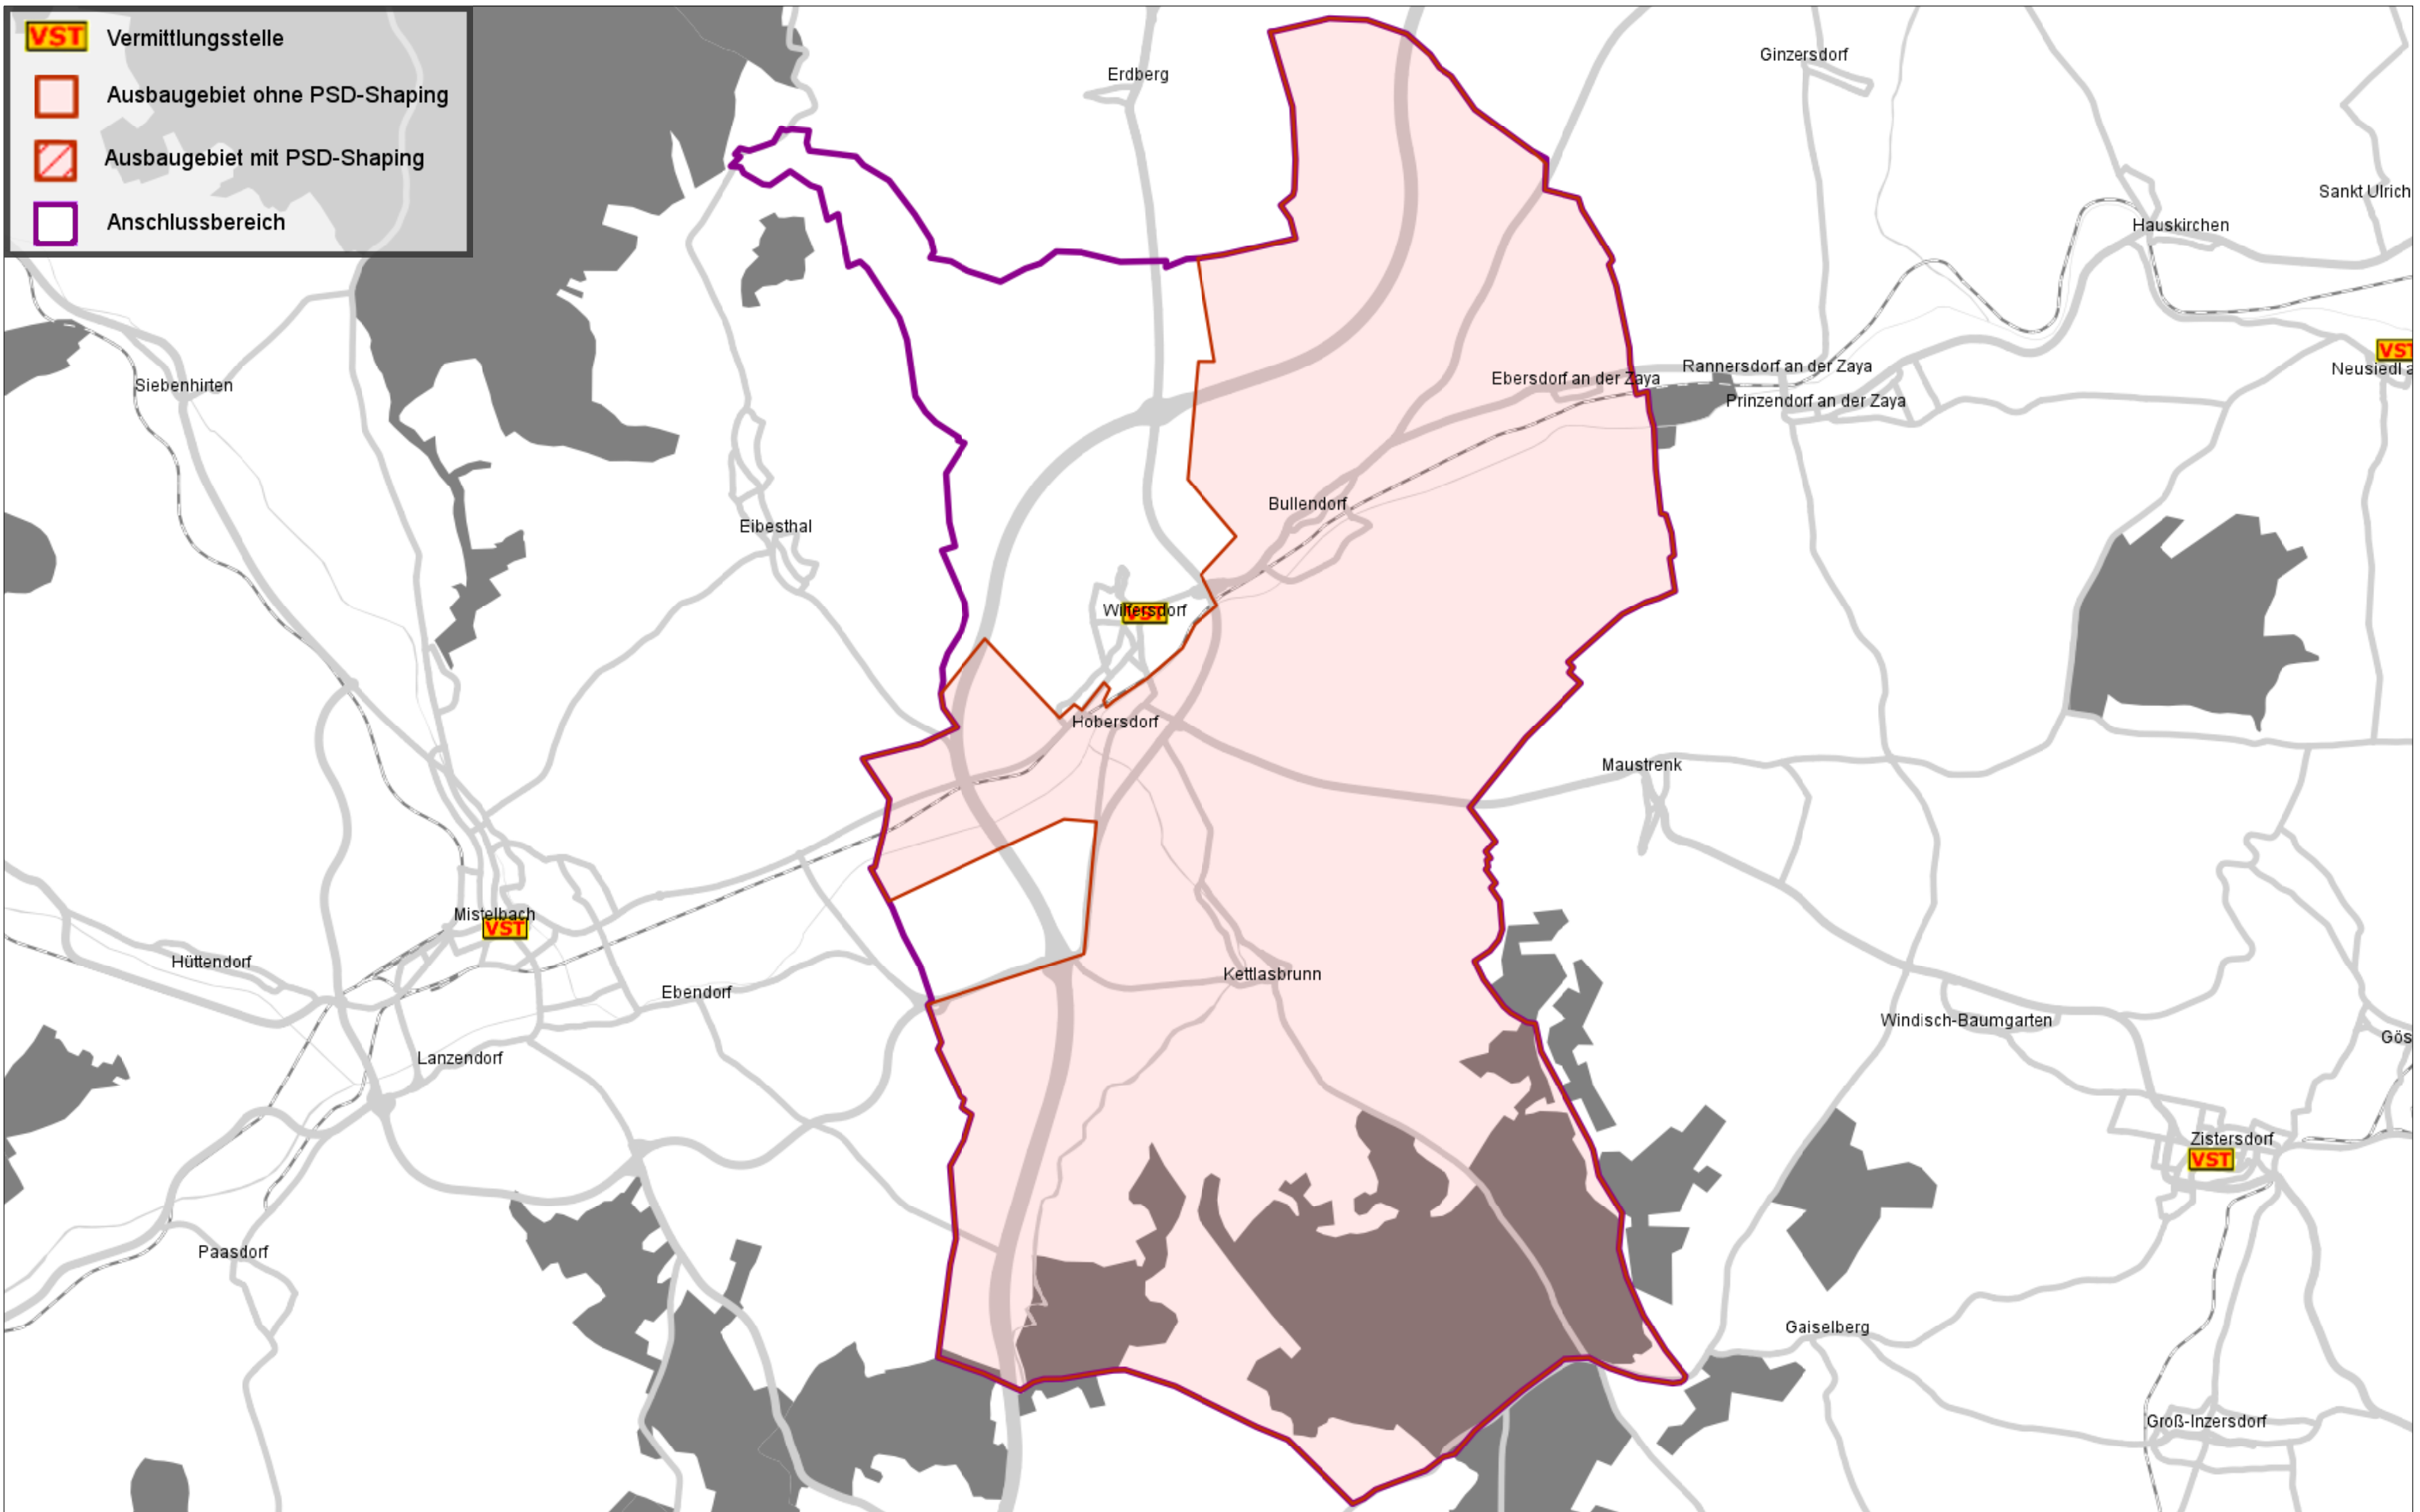 VST Vermittlungsstelle
Ausbaugebiet ohne PSD-Shaping
Ausbaugebiet mit PSD-Shaping
Anschlussbereich
Erdberg
Ginzersdorf
Sankt Ulrich
Hauskirchen
VST
Neusiedl a
Siebenhirten
Rannersdorf an der Zaya
Ebersdorf an der Zaya
Prinzendorf an der Zaya
Bullendorf
Eibesthal
Wilfersdorf
VST
Hobersdorf
Maustrenk
Mistelbach
VST
Hüttendorf
Kettlasbrunn
Ebendorf
Windisch-Baumgarten
Gös
Lanzendorf
Zistersdorf
VST
Paasdorf
Gaiselberg
Groß-Inzersdorf